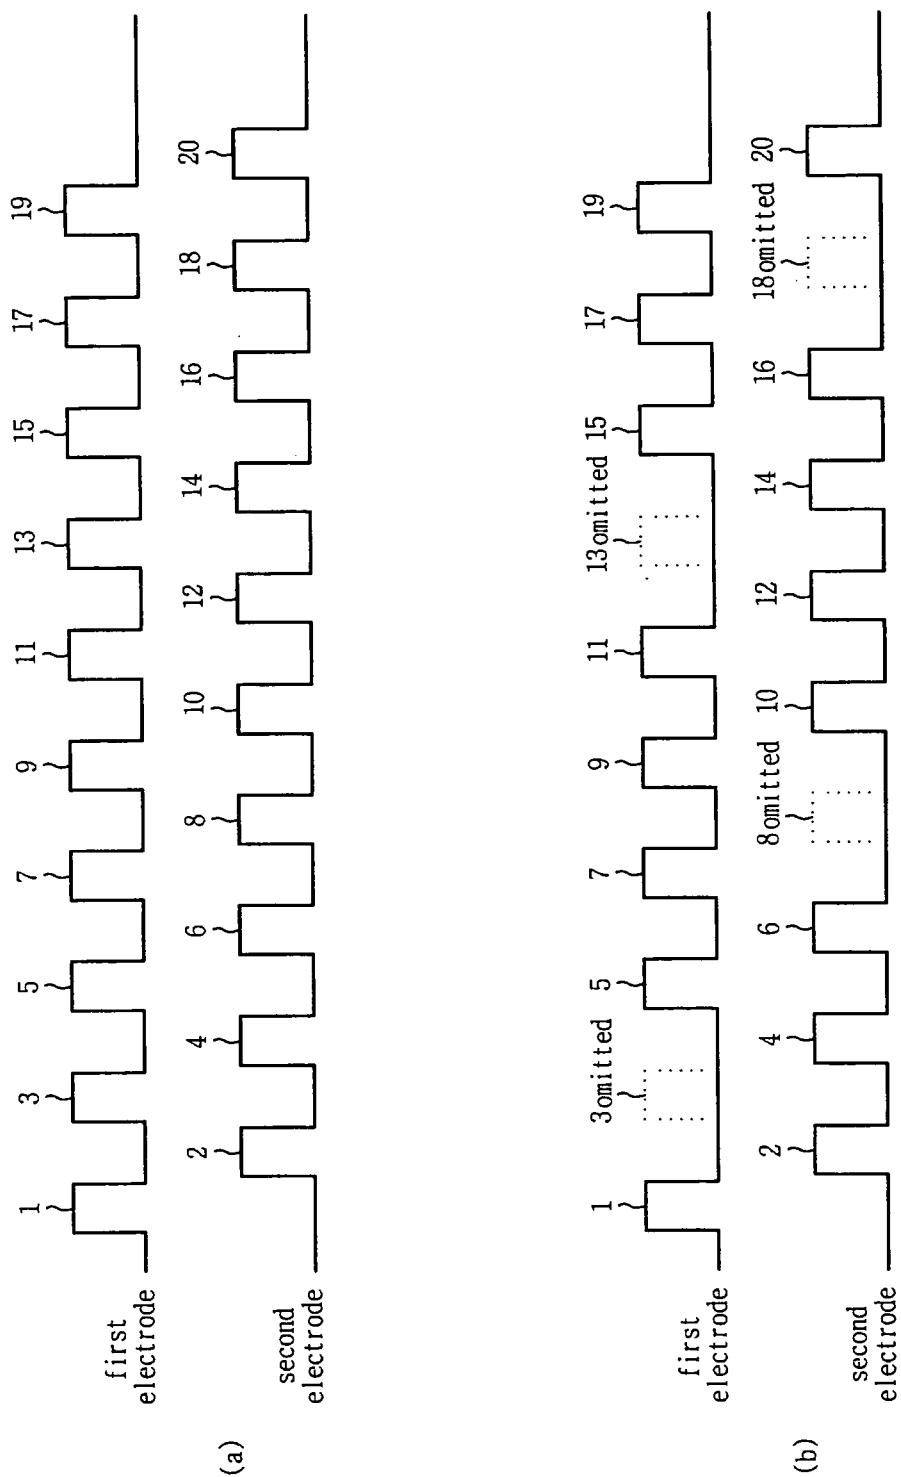 (a)
first
electrode
1
3
5
7
9
11
13
15
17
19
second
electrode
2
4
6
8
10
12
14
16
18
20
(b)
first
electrode
1
3omitted
5
7
9
11
13omitted
15
17
19
second
electrode
2
4
6
8omitted
10
12
14
16
18omitted
20